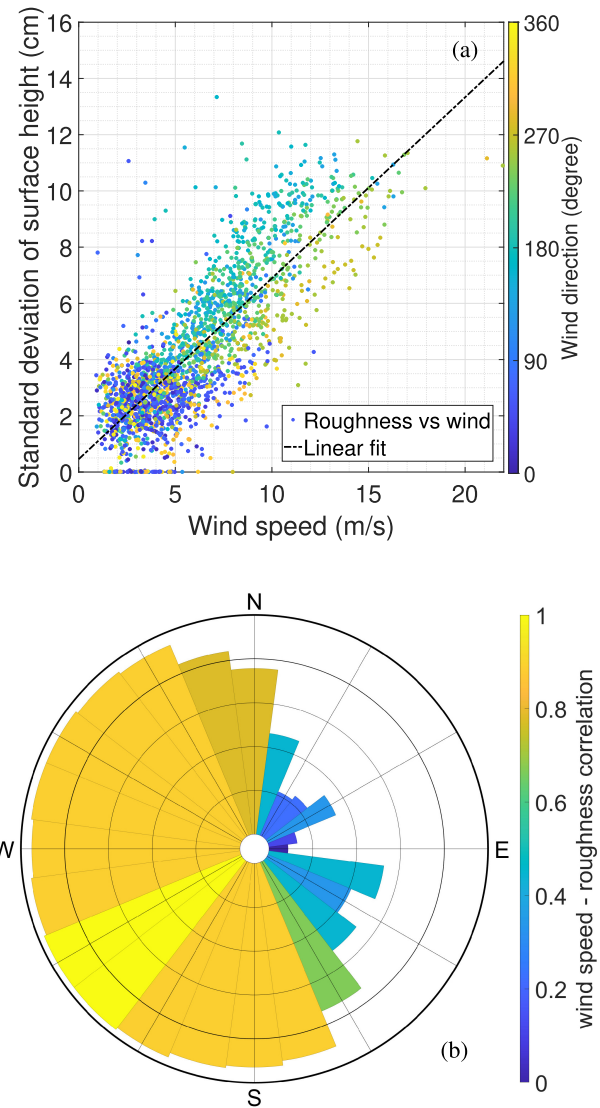 (a)
16
14
12
10
8
6
4
2
0
Standard deviation of surface height (cm)
0
5
10
15
20
Wind speed (m/s)
Roughness vs wind
Linear fit
360
270
180
90
0
Wind direction (degree)
N
W
E
S
(b)
1
0.8
0.6
0.4
0.2
0
wind speed - roughness correlation